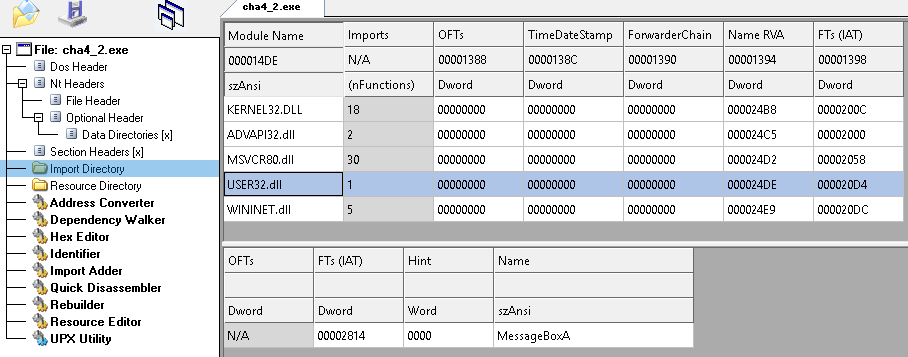 cha4_2.exe
File: cha4_2.exe
Dos Header
Nt Headers
File Header
Optional Header
Data Directories [x]
Section Headers [x]
Import Directory
Resource Directory
Address Converter
Dependency Walker
Hex Editor
Identifier
Import Adder
Quick Disassembler
Rebuilder
Resource Editor
UPX Utility
Module Name Imports OFTs TimeDateStamp ForwarderChain Name RVA FTs (IAT)
000014DE N/A 00001388 0000138C 00001390 00001394 00001398
szAnsi (nFunctions) Dword Dword Dword Dword Dword
KERNEL32.DLL 18 00000000 00000000 00000000 000024B8 0000200C
ADVAPI32.dll 2 00000000 00000000 00000000 000024C5 00002000
MSVCR80.dll 30 00000000 00000000 00000000 000024D2 00002058
USER32.dll 1 00000000 00000000 00000000 000024DE 000020D4
WININET.dll 5 00000000 00000000 00000000 000024E9 000020DC
OFTs FTs (IAT) Hint Name
Dword Dword Word szAnsi
N/A 00002814 0000 MessageBoxA